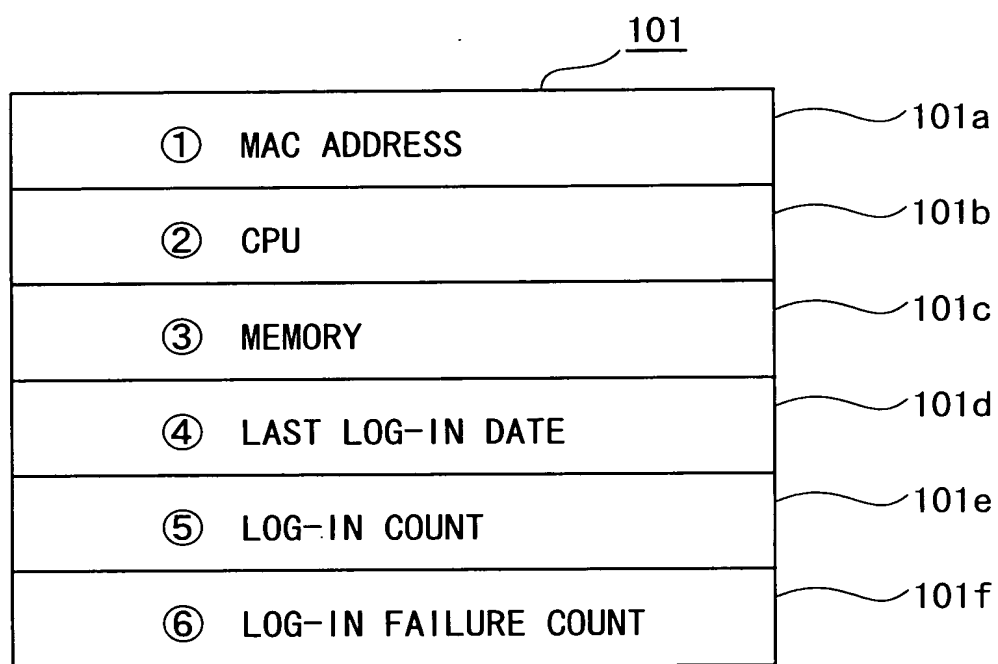 101
① MAC ADDRESS 101a
② CPU 101b
③ MEMORY 101c
④ LAST LOG-IN DATE 101d
⑤ LOG-IN COUNT 101e
⑥ LOG-IN FAILURE COUNT 101f